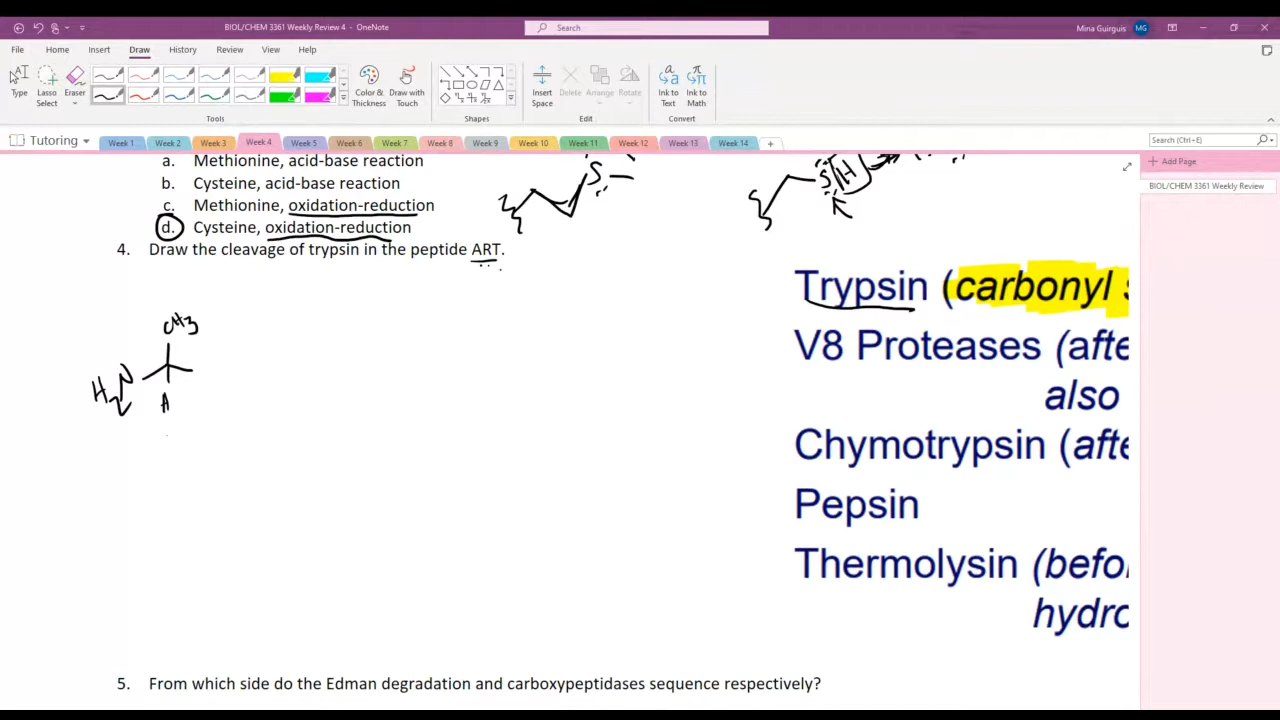 BIOL/CHEM 3361 Weekly Review 4 - OneNote
Search
Mina Guirguis
MG
File Home Insert Draw History Review View Help
Type
Lasso Select
Eraser
Color & Thickness
Draw with Touch
Insert Space
Delete
Arrange
Rotate
Ink to Text
Ink to Math
Tools
Shapes
Edit
Convert
Tutoring
Week 1 Week 2 Week 3 Week 4 Week 5 Week 6 Week 7 Week 8 Week 9 Week 10 Week 11 Week 12 Week 13 Week 14
Search (Ctrl+E)
Add Page
BIOL/CHEM 3361 Weekly Review
a. Methionine, acid-base reaction
b. Cysteine, acid-base reaction
c. Methionine, oxidation-reduction
d. Cysteine, oxidation-reduction
S
SH
4. Draw the cleavage of trypsin in the peptide ART.
Trypsin (carbonyl
V8 Proteases (afte
also
Chymotrypsin (afte
Pepsin
Thermolysin (befo
hydro
CH3
H2N
A
5. From which side do the Edman degradation and carboxypeptidases sequence respectively?